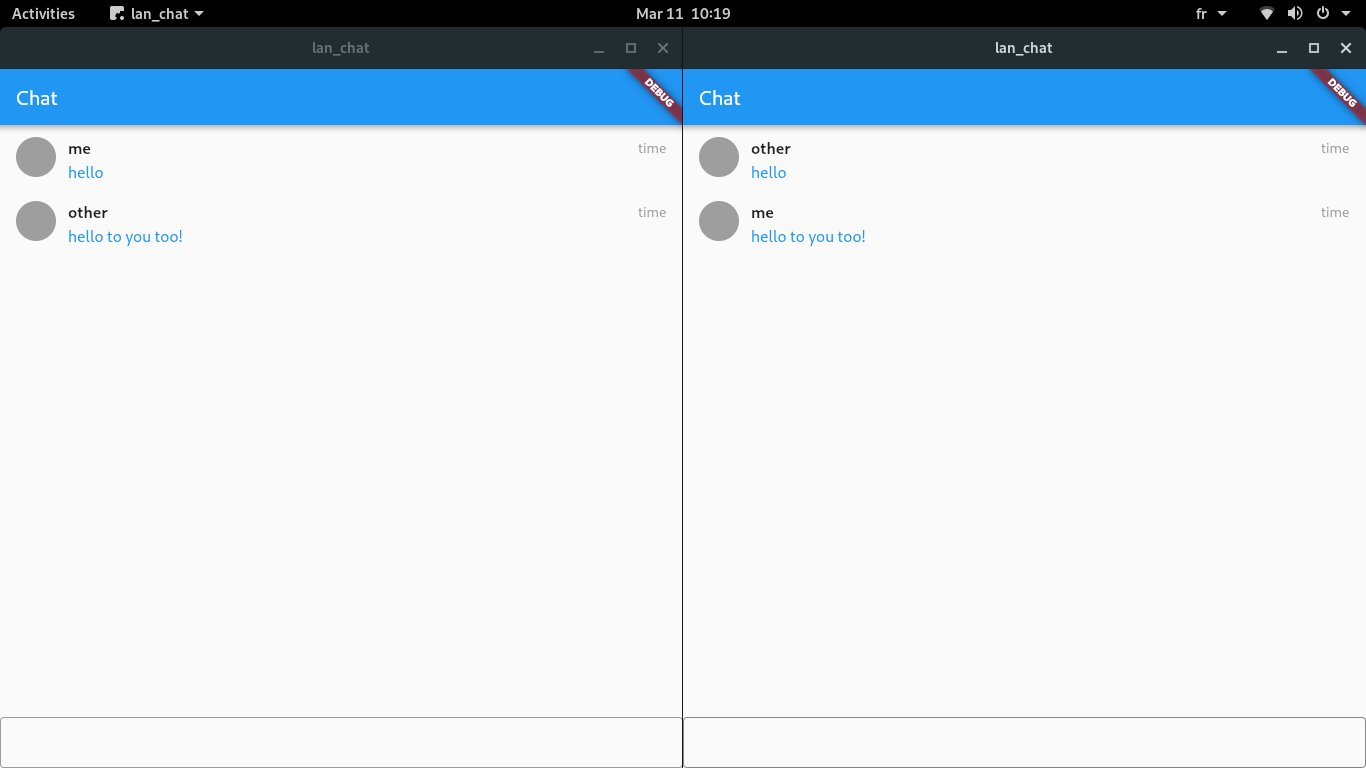 Activities lan_chat Mar 11 10:19 fr
lan_chat
Chat
DEBUG
me time
hello
other time
hello to you too!
lan_chat
Chat
DEBUG
other time
hello
me time
hello to you too!